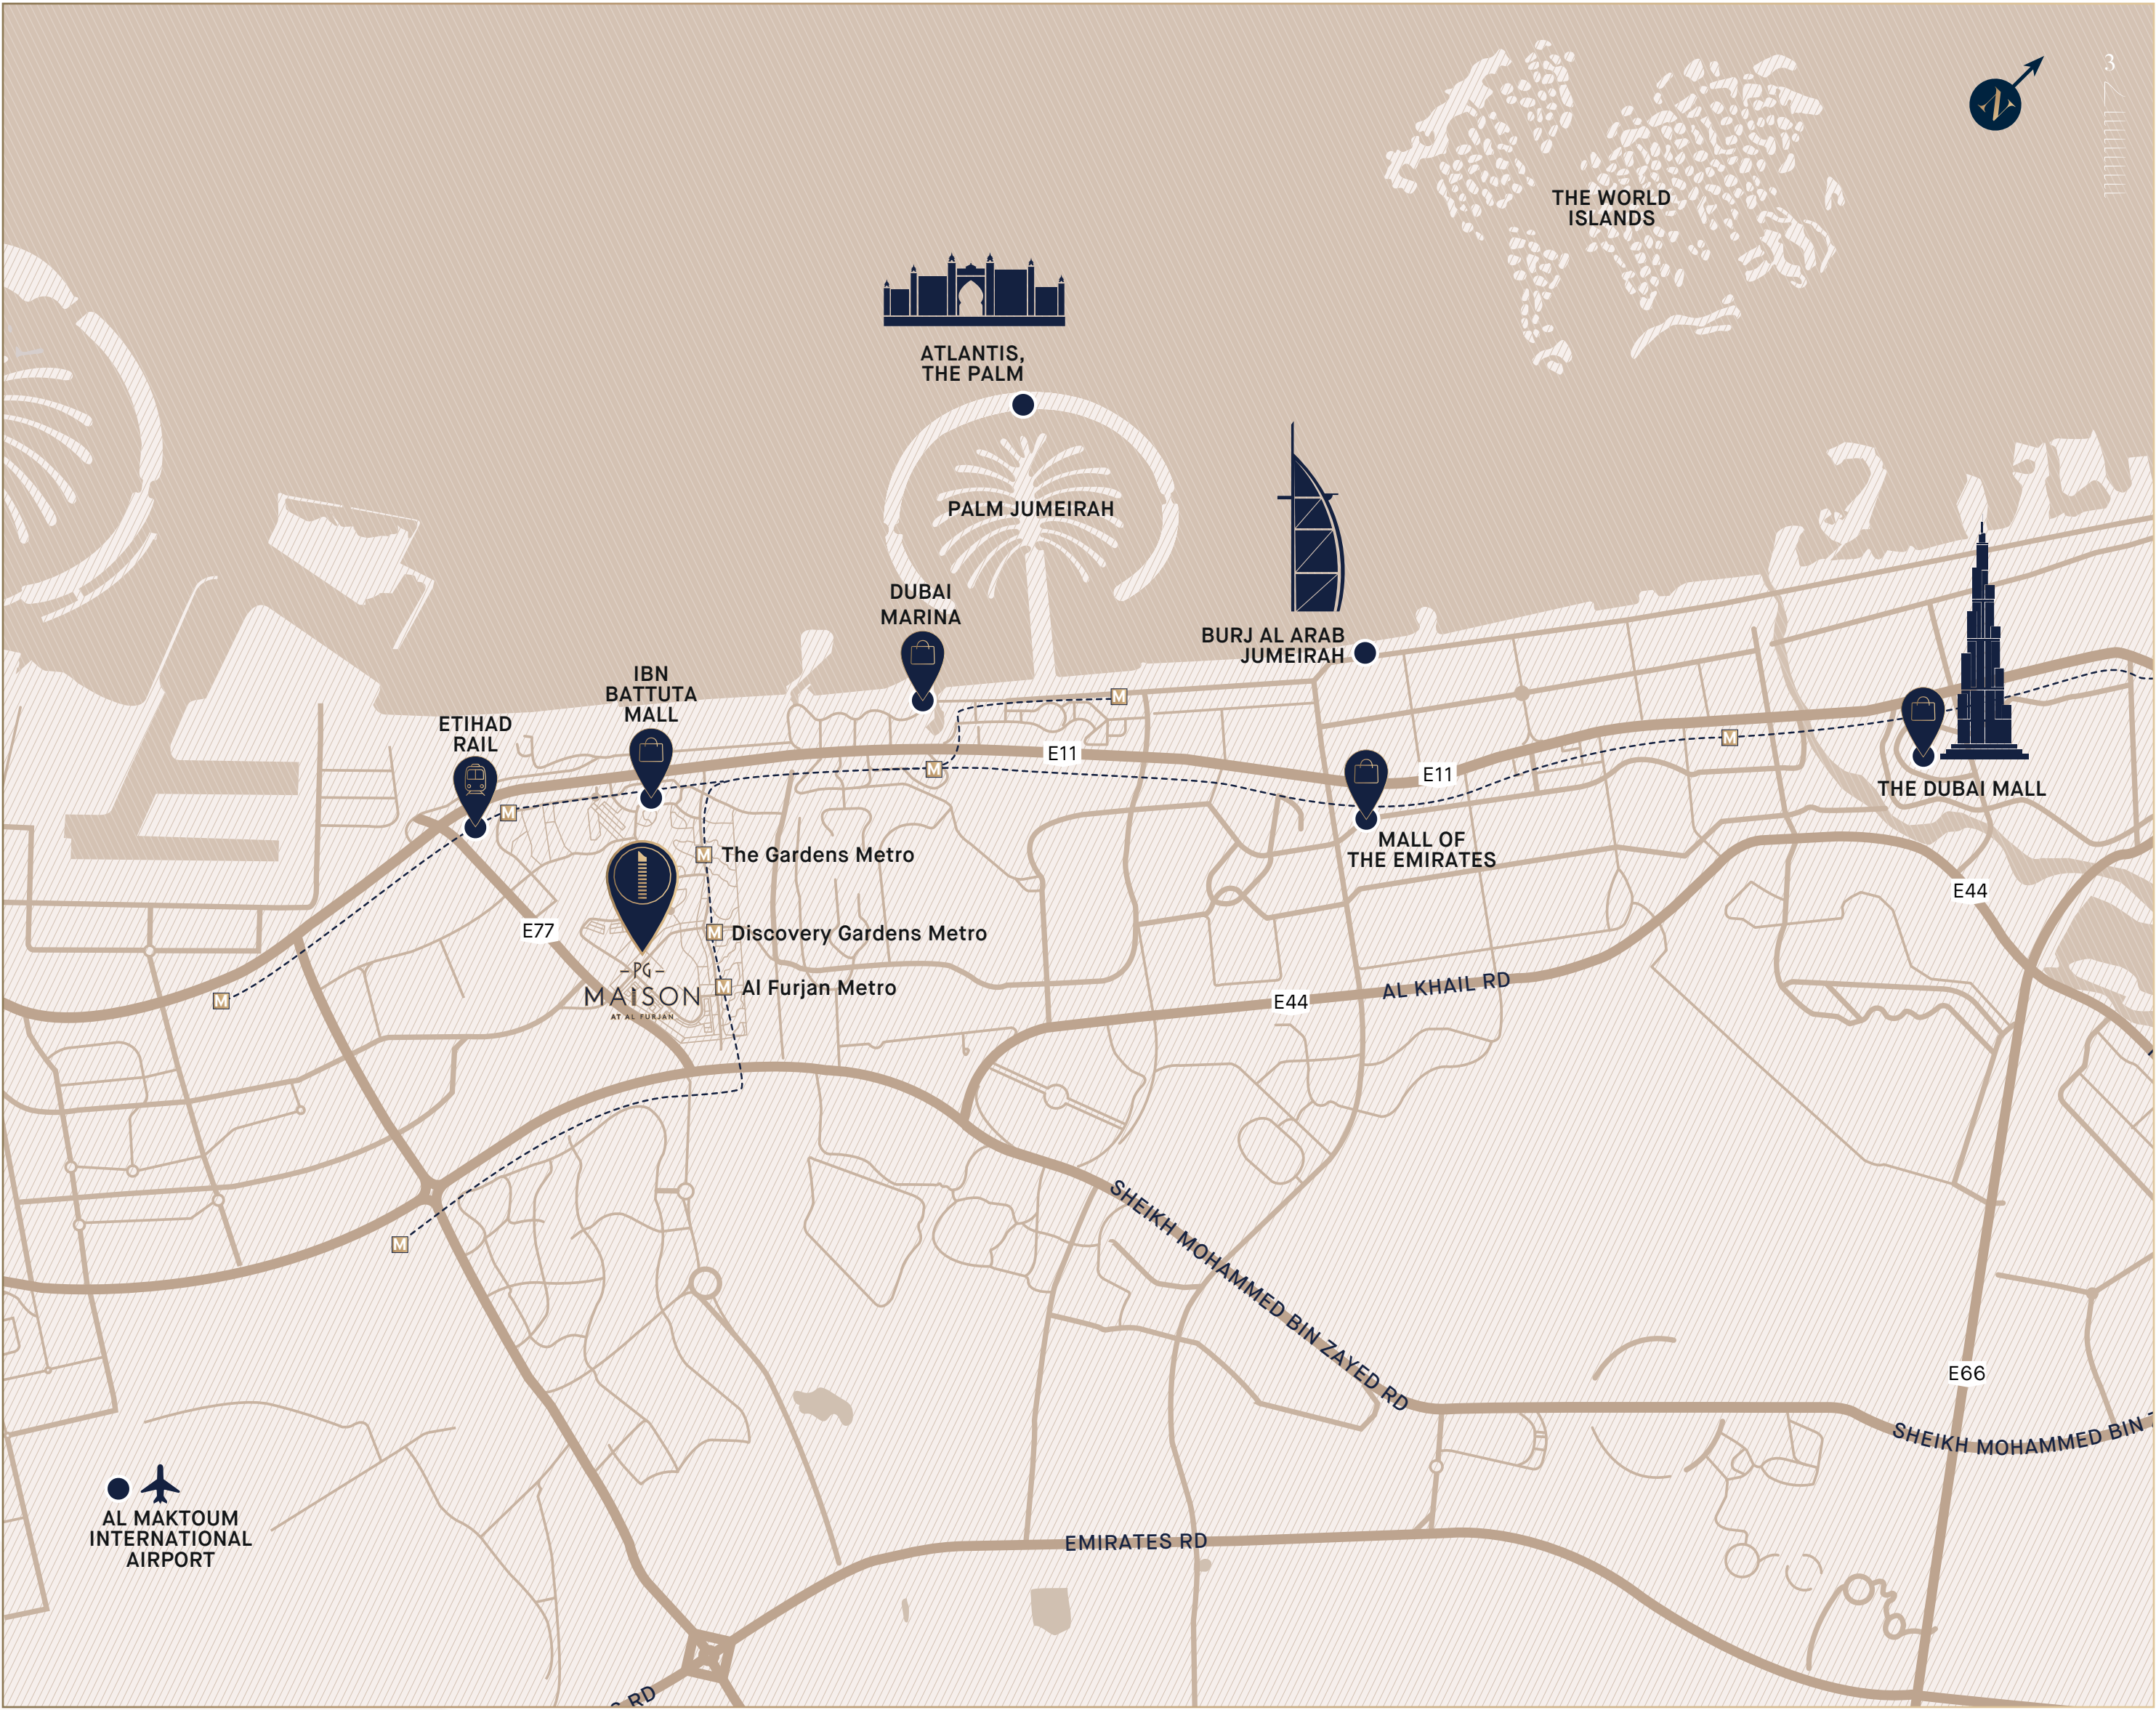 N
3
THE WORLD
ISLANDS
ATLANTIS,
THE PALM
PALM JUMEIRAH
DUBAI
MARINA
BURJ AL ARAB
JUMEIRAH
IBN
BATTUTA
MALL
ETIHAD
RAIL
M
M
E11
E11
M
M
THE DUBAI MALL
M
MALL OF
THE EMIRATES
M
The Gardens Metro
E44
E77
M
Discovery Gardens Metro
PG
MAISON
AT AL FURJAN
M
Al Furjan Metro
M
E44
AL KHAIL RD
M
SHEIKH MOHAMMED BIN ZAYED RD
E66
SHEIKH MOHAMMED BIN
AL MAKTOUM
INTERNATIONAL
AIRPORT
EMIRATES RD
RD